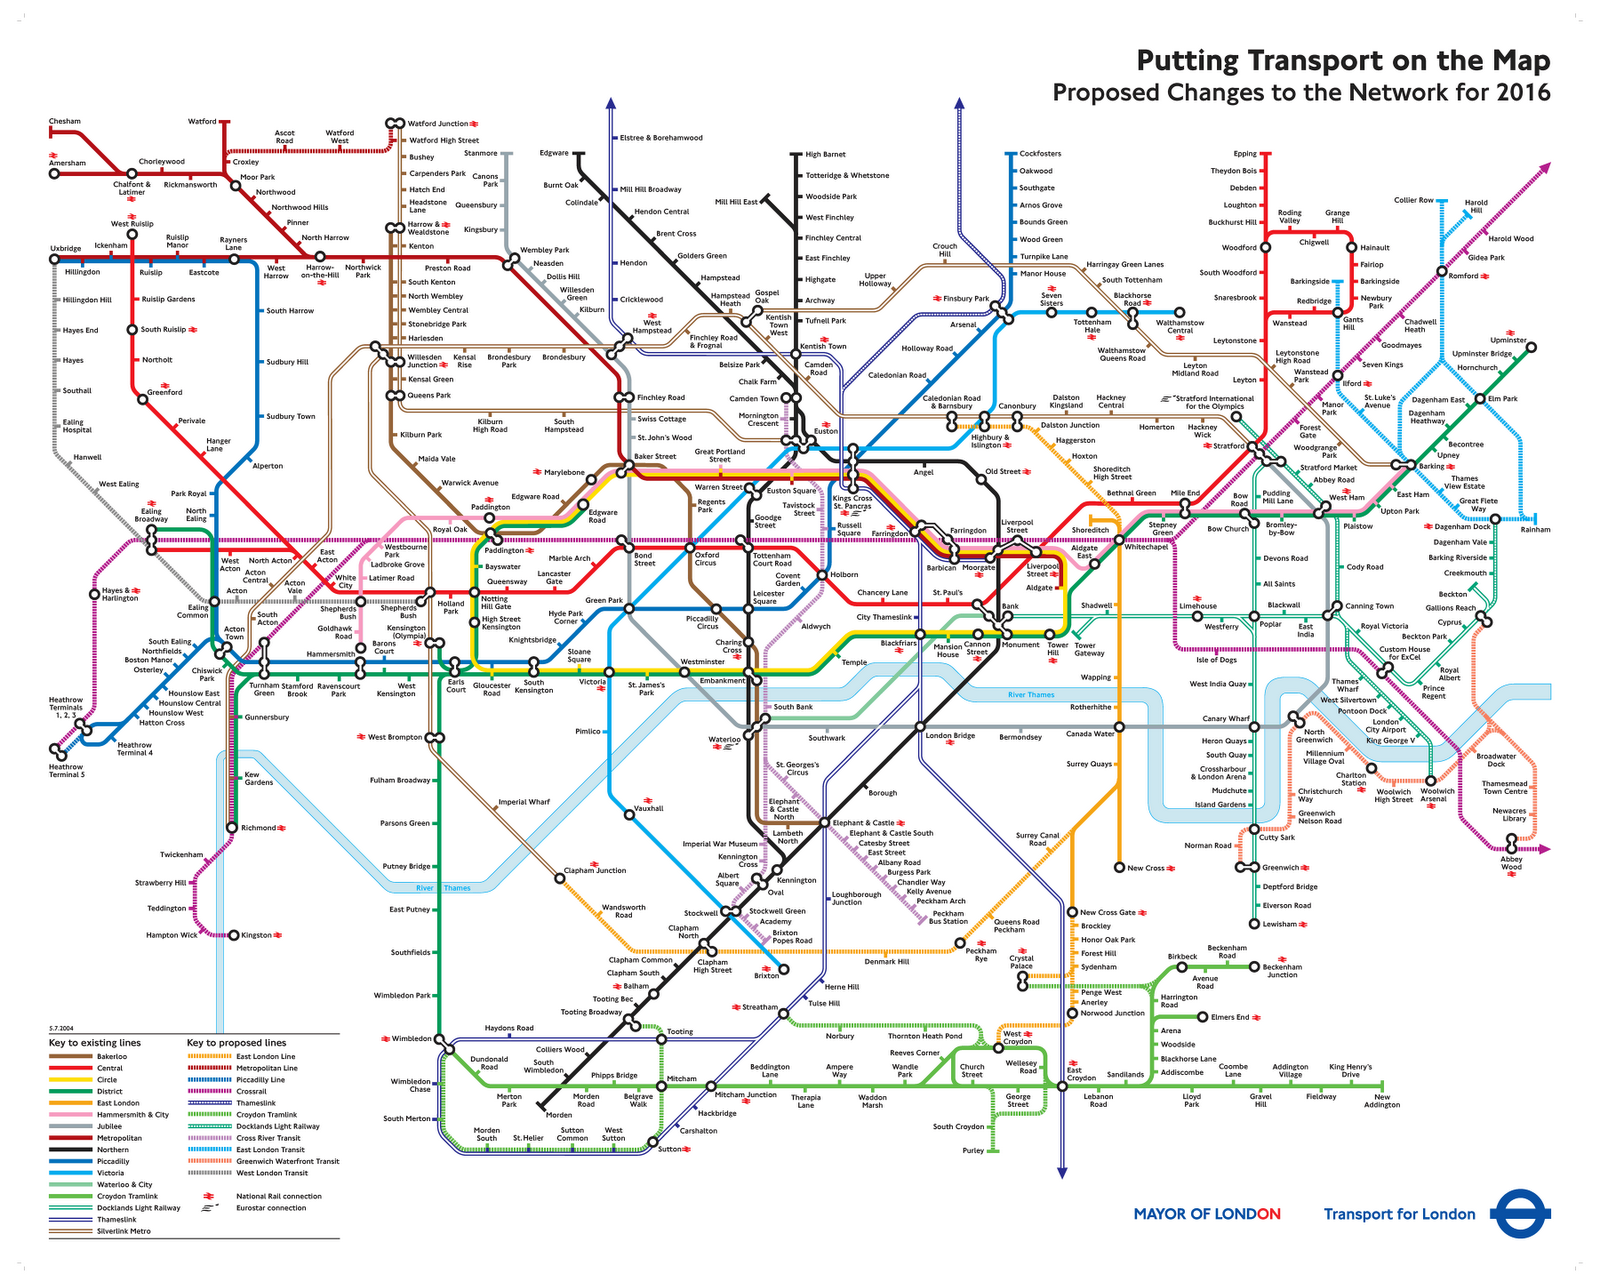 Putting Transport on the Map
Proposed Changes to the Network for 2016
Chesham
Watford
Ascot
Road
Watford
West
Watford Junction
Amersham
Chorleywood
Croxley
Chalfont &
Latimer
Rickmansworth
Moor Park
Northwood
Northwood Hills
Pinner
North Harrow
West Ruislip
Uxbridge
Ickenham
Ruislip
Manor
Rayners
Lane
Hillingdon
Ruislip
Eastcote
West
Harrow
Harrow-
on-the-Hill
Northwick
Park
Preston Road
Watford High Street
Bushey
Carpenders Park
Hatch End
Headstone
Lane
Harrow &
Wealdstone
Kenton
South Kenton
North Wembley
Wembley Central
Stonebridge Park
Harlesden
Willesden
Junction
Kensal Green
Queens Park
Kilburn Park
Maida Vale
Warwick Avenue
Paddington
Stanmore
Canons
Park
Queensbury
Kingsbury
Wembley Park
Neasden
Dollis Hill
Willesden
Green
Kilburn
West
Hampstead
Finchley Road
Swiss Cottage
St. John's Wood
Baker Street
Edgware
Burnt Oak
Colindale
Hendon Central
Brent Cross
Golders Green
Hampstead
Belsize Park
Chalk Farm
Camden Town
Mornington
Crescent
Euston
Elstree & Borehamwood
Mill Hill Broadway
Hendon
Cricklewood
High Barnet
Totteridge & Whetstone
Woodside Park
Mill Hill East
West Finchley
Finchley Central
East Finchley
Highgate
Archway
Tufnell Park
Kentish Town
Camden
Road
Hampstead
Heath
Gospel
Oak
Kentish
Town
West
Finchley Road
& Frognal
Upper
Holloway
Crouch
Hill
Harringay Green Lanes
South Tottenham
Cockfosters
Oakwood
Southgate
Arnos Grove
Bounds Green
Wood Green
Turnpike Lane
Manor House
Finsbury Park
Arsenal
Holloway Road
Caledonian Road
Seven
Sisters
Tottenham
Hale
Blackhorse
Road
Walthamstow
Central
Walthamstow
Queens Road
Leyton
Midland Road
Leytonstone
High Road
Wanstead
Park
Woodgrange
Park
Epping
Theydon Bois
Debden
Loughton
Buckhurst Hill
Woodford
South Woodford
Snaresbrook
Leytonstone
Leyton
Stratford
Roding
Valley
Grange
Hill
Chigwell
Hainault
Fairlop
Barkingside
Newbury
Park
Barkingside
Redbridge
Gants
Hill
Wanstead
Collier Row
Harold
Hill
Harold Wood
Gidea Park
Romford
Chadwell
Heath
Goodmayes
Seven Kings
Ilford
Manor
Park
Forest
Gate
Upminster
Upminster Bridge
Hornchurch
Elm Park
Dagenham East
Dagenham
Heathway
Becontree
Upney
Barking
East Ham
Upton Park
Plaistow
St. Luke's
Avenue
Thames
View Estate
Great Flete
Way
Rainham
Dagenham Dock
Dagenham Vale
Barking Riverside
Creekmouth
Beckton
Gallions Reach
Cyprus
Hillingdon Hill
Hayes End
Hayes
Southall
Ealing
Hospital
Hanwell
West Ealing
Ealing
Broadway
Ruislip Gardens
South Ruislip
Northolt
Greenford
Perivale
Hanger
Lane
South Harrow
Sudbury Hill
Sudbury Town
Alperton
Park Royal
North
Ealing
West
Acton
North Acton
Acton
Central
East
Acton
Acton
Vale
Acton
South
Acton
White
City
Ealing
Common
Shepherds
Bush
Shepherds
Bush
Goldhawk
Road
Hammersmith
Holland
Park
Kensington
(Olympia)
Barons
Court
Kensal
Rise
Brondesbury
Park
Brondesbury
Kilburn
High Road
South
Hampstead
Royal Oak
Westbourne
Park
Ladbroke Grove
Latimer Road
Paddington
Bayswater
Queensway
Notting
Hill Gate
High Street
Kensington
Lancaster
Gate
Marble Arch
Bond
Street
Oxford
Circus
Tottenham
Court Road
Marylebone
Edgware Road
Edgware
Road
Great Portland
Street
Warren Street
Regents
Park
Euston Square
Goodge
Street
Tavistock
Street
Russell
Square
Kings Cross
St. Pancras
Angel
Old Street
Caledonian Road
& Barnsbury
Canonbury
Highbury &
Islington
Dalston
Kingsland
Hackney
Central
Dalston Junction
Haggerston
Hoxton
Shoreditch
High Street
Homerton
Hackney
Wick
"Stratford International
for the Olympics
Stratford Market
Abbey Road
West Ham
Pudding
Mill Lane
Bow
Road
Bow Church
Bromley-
by-Bow
Bethnal Green
Mile End
Stepney
Green
Shoreditch
Whitechapel
Farringdon
Farringdon
Barbican
Moorgate
Liverpool
Street
Liverpool
Street
Aldgate
Aldgate
East
Hayes &
Harlington
South Ealing
Northfields
Boston Manor
Osterley
Hounslow East
Hounslow Central
Hounslow West
Hatton Cross
Heathrow
Terminals
1, 2, 3
Heathrow
Terminal 4
Heathrow
Terminal 5
Acton
Town
Chiswick
Park
Turnham
Green
Stamford
Brook
Ravenscourt
Park
West
Kensington
Earls
Court
Gloucester
Road
South
Kensington
Knightsbridge
Hyde Park
Corner
Green Park
Sloane
Square
Victoria
St. James's
Park
Westminster
Piccadilly
Circus
Leicester
Square
Covent
Garden
Holborn
Chancery Lane
St. Paul's
Bank
City Thameslink
Charing
Cross
Embankment
Temple
Aldwych
Blackfriars
Mansion
House
Cannon
Street
Monument
Tower
Hill
Tower
Gateway
Shadwell
Limehouse
Westferry
Poplar
Blackwall
East
India
Canning Town
Devons Road
All Saints
Cody Road
Royal Victoria
Beckton Park
Custom House
for ExCel
Royal
Albert
Prince
Regent
Isle of Dogs
West India Quay
Canary Wharf
Heron Quays
South Quay
Crossharbour
& London Arena
Mudchute
Island Gardens
Cutty Sark
Greenwich
Deptford Bridge
Elverson Road
Lewisham
Thames
Wharf
West Silvertown
Pontoon Dock
London
City Airport
King George V
North
Greenwich
Millennium
Village Oval
Charlton
Station
Woolwich
High Street
Woolwich
Arsenal
Broadwater
Dock
Thamesmead
Town Centre
Newacres
Library
Abbey
Wood
Christchurch
Way
Greenwich
Nelson Road
Norman Road
Gunnersbury
Kew
Gardens
Richmond
Twickenham
Strawberry Hill
Teddington
Hampton Wick
Kingston
West Brompton
Fulham Broadway
Parsons Green
Putney Bridge
East Putney
Southfields
Wimbledon Park
Wimbledon
Imperial Wharf
Clapham Junction
Wandsworth
Road
River Thames
River Thames
Pimlico
Vauxhall
Waterloo
South Bank
Southwark
London Bridge
Bermondsey
Canada Water
Wapping
Rotherhithe
Surrey Quays
St. Georges's
Circus
Elephant
& Castle
North
Lambeth
North
Borough
Elephant & Castle
Elephant & Castle South
Catesby Street
East Street
Albany Road
Burgess Park
Chandler Way
Kelly Avenue
Peckham Arch
Peckham
Bus Station
Imperial War Museum
Kennington
Cross
Kennington
Albert
Square
Oval
Stockwell
Stockwell Green
Academy
Brixton
Popes Road
Brixton
Loughborough
Junction
Clapham
North
Clapham
High Street
Clapham Common
Clapham South
Balham
Tooting Bec
Tooting Broadway
Colliers Wood
South
Wimbledon
Morden
Denmark Hill
Peckham
Rye
Queens Road
Peckham
Surrey Canal
Road
New Cross
New Cross Gate
Brockley
Honor Oak Park
Forest Hill
Sydenham
Penge West
Anerley
Norwood Junction
Crystal
Palace
Herne Hill
Tulse Hill
Streatham
Norbury
Thornton Heath Pond
West
Croydon
Reeves Corner
Wellesley
Road
Church
Street
George
Street
South Croydon
Purley
East
Croydon
Lebanon
Road
Sandilands
Addiscombe
Blackhorse Lane
Woodside
Arena
Elmers End
Harrington
Road
Birkbeck
Avenue
Road
Beckenham
Road
Beckenham
Junction
Lloyd
Park
Coombe
Lane
Gravel
Hill
Addington
Village
Fieldway
King Henry's
Drive
New
Addington
Haydons Road
Tooting
Dundonald
Road
Merton
Park
Morden
Road
Phipps Bridge
Belgrave
Walk
Mitcham
Mitcham Junction
Beddington
Lane
Therapia
Lane
Ampere
Way
Waddon
Marsh
Wandle
Park
Hackbridge
Carshalton
Sutton
Wimbledon
Chase
South Merton
Morden
South
St. Helier
Sutton
Common
West
Sutton
5.7.2004
Key to existing lines
Bakerloo
Central
Circle
District
East London
Hammersmith & City
Jubilee
Metropolitan
Northern
Piccadilly
Victoria
Waterloo & City
Croydon Tramlink
Docklands Light Railway
Thameslink
Silverlink Metro
Key to proposed lines
East London Line
Metropolitan Line
Piccadilly Line
Crossrail
Thameslink
Croydon Tramlink
Docklands Light Railway
Cross River Transit
East London Transit
Greenwich Waterfront Transit
West London Transit
National Rail connection
Eurostar connection
MAYOR OF LONDON
Transport for London